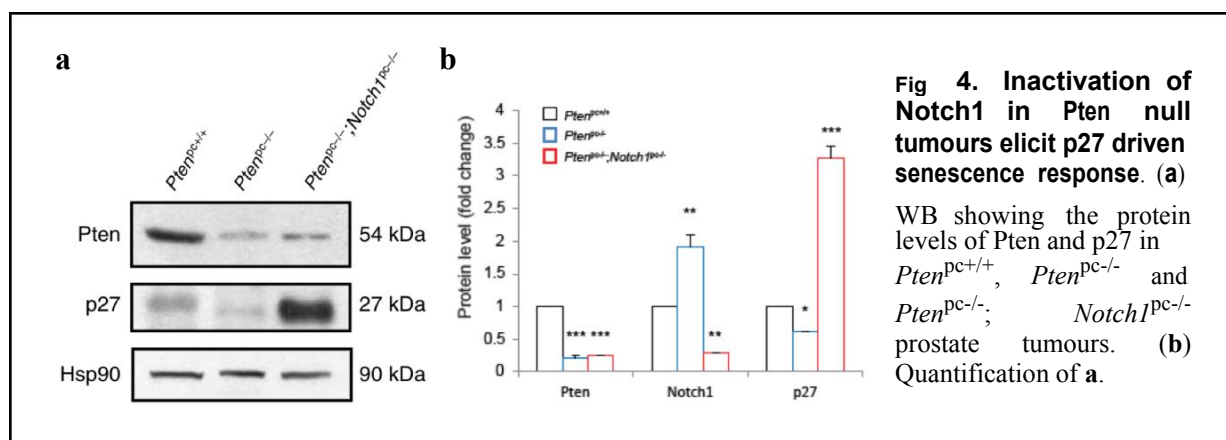 a
Pten^pc+/+
Pten^pc–/–
Pten^pc–/–;Notch1^pc–/–
Pten
54 kDa
p27
27 kDa
Hsp90
90 kDa
b
Protein level (fold change)
4
3.5
3
2.5
2
1.5
1
0.5
0
Pten^pc+/+
Pten^pc-/-
Pten^pc-/-;Notch1^pc-/-
*** ***
** **
* ***
Pten
Notch1
p27
Fig 4. Inactivation of
Notch1 in Pten null
tumours elicit p27 driven
senescence response. (a)
WB showing the protein
levels of Pten and p27 in
Pten^pc+/+, Pten^pc-/- and
Pten^pc-/-; Notch1^pc-/-
prostate tumours. (b)
Quantification of a.